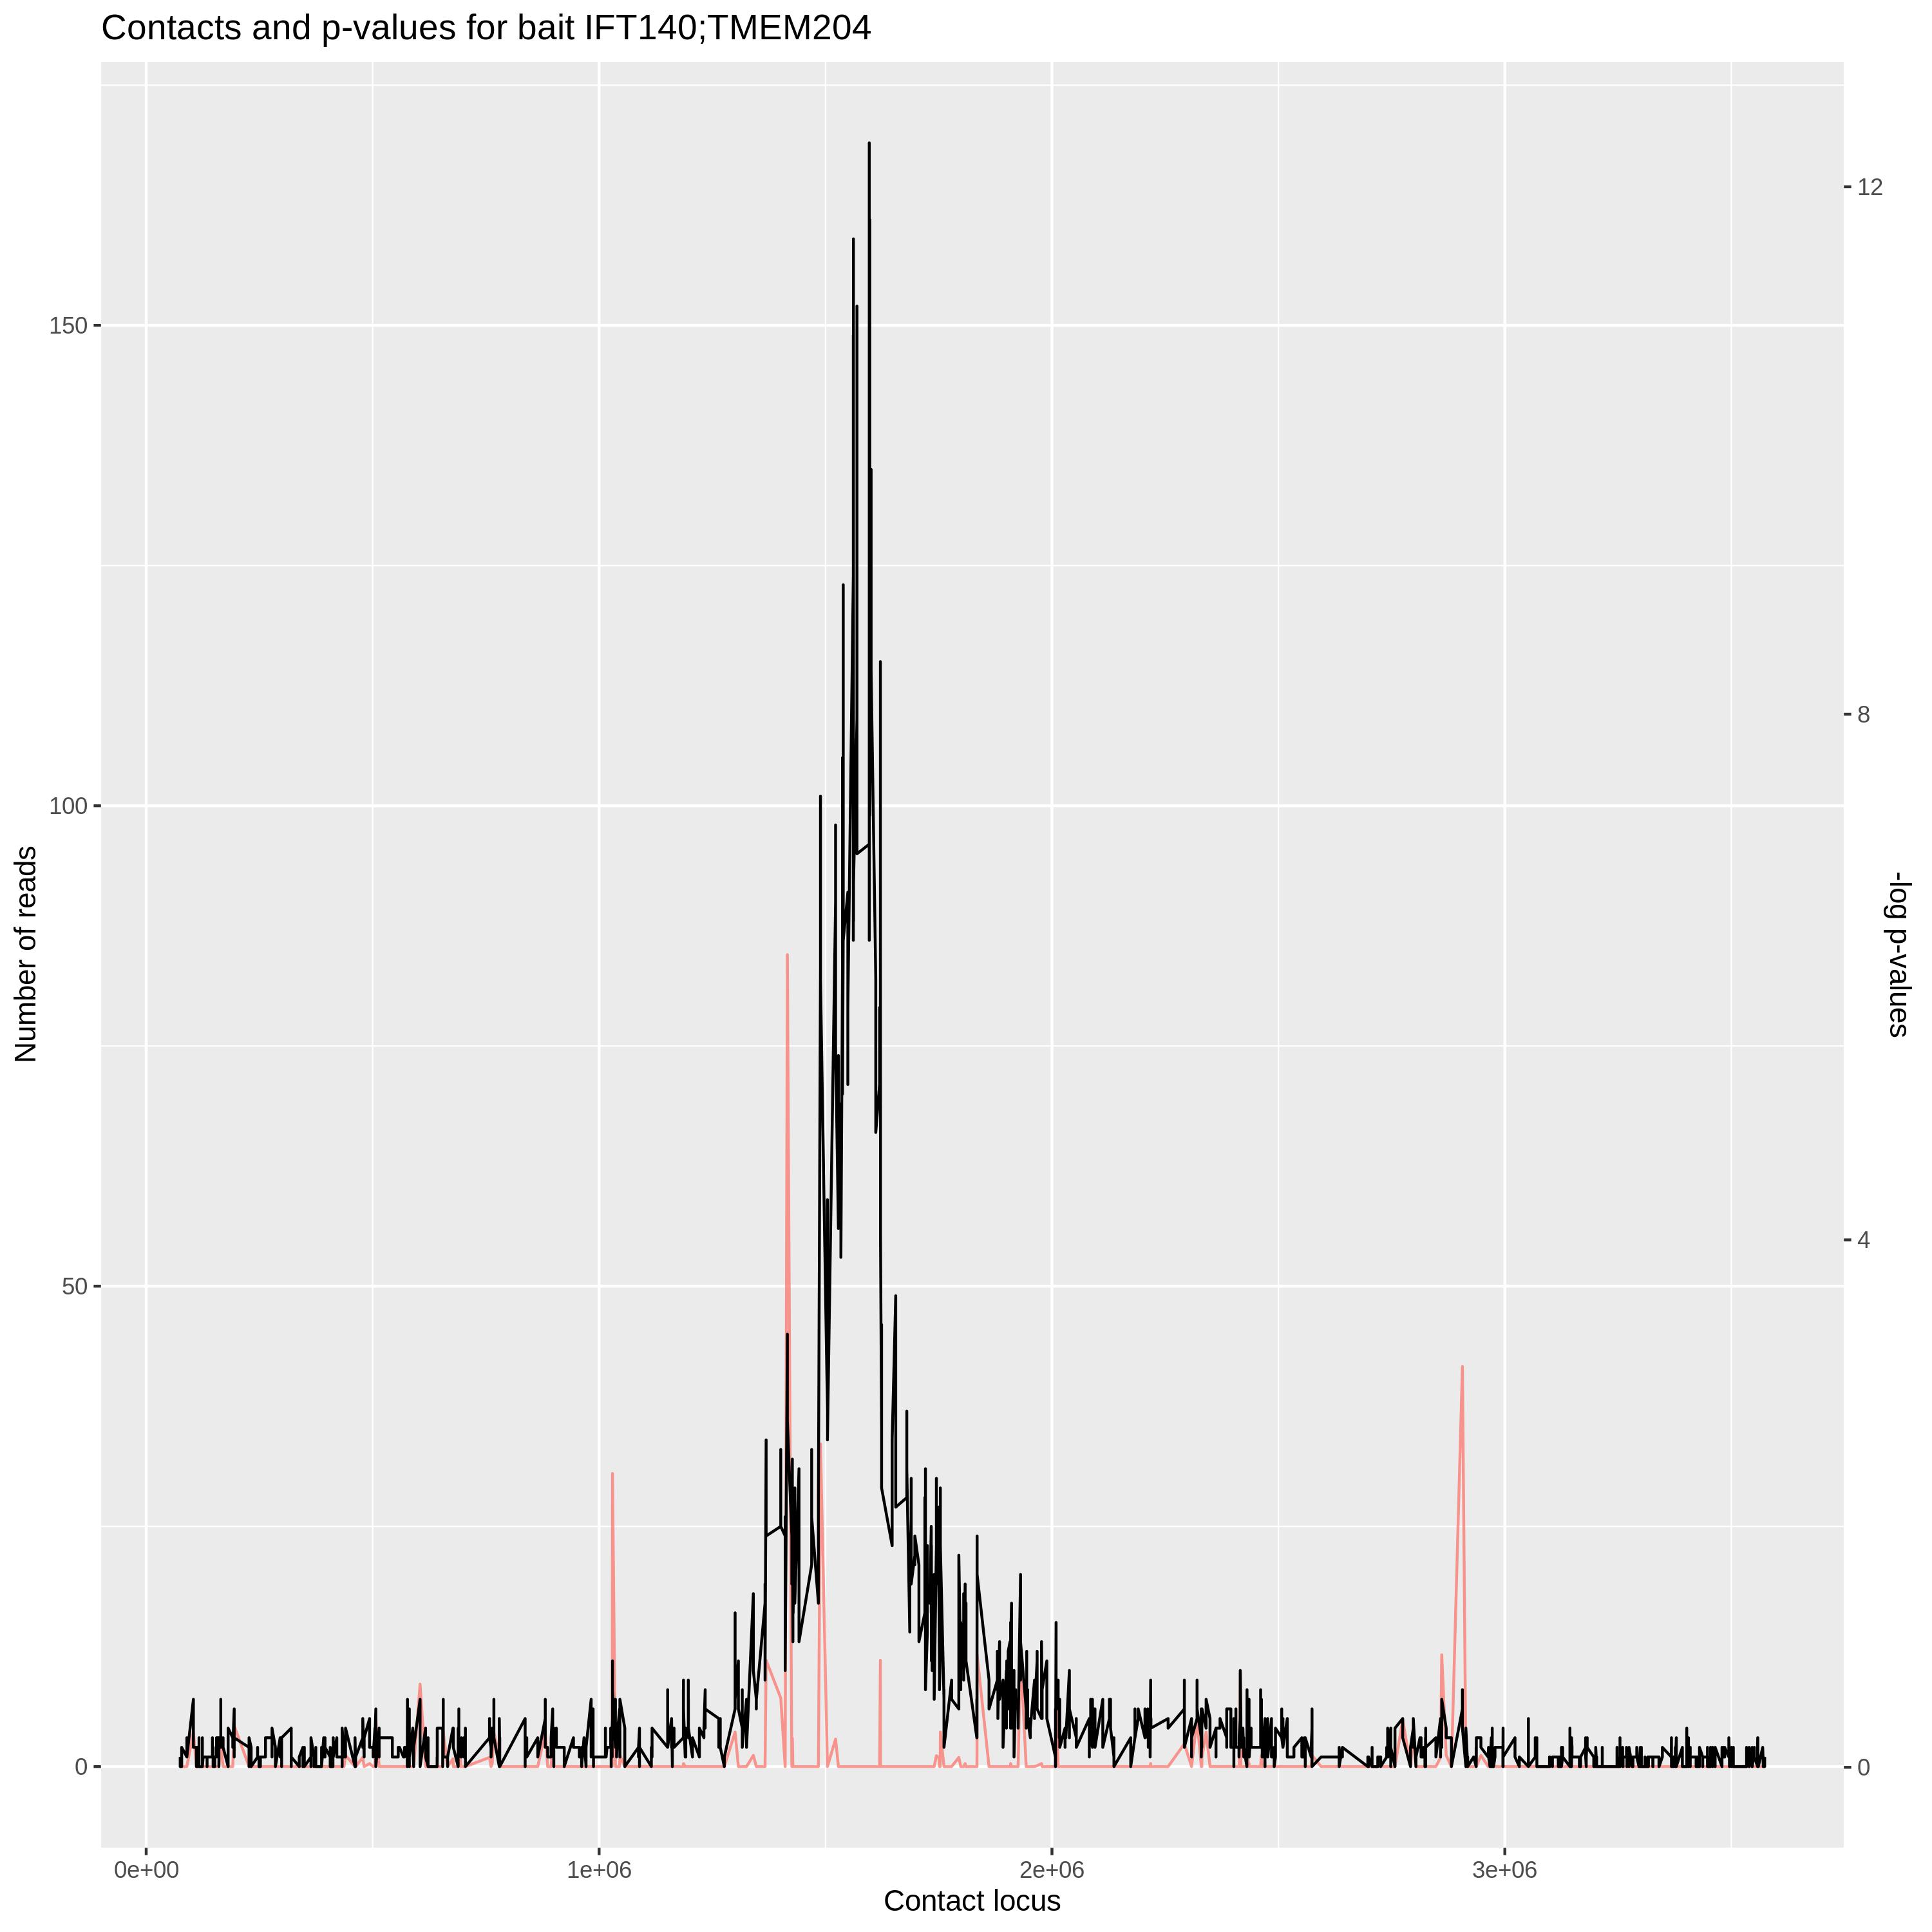 Contacts and p-values for bait IFT140;TMEM204
Number of reads
150
100
50
0
12
8
4
0
-log p-values
0e+00 1e+06 2e+06 3e+06
Contact locus